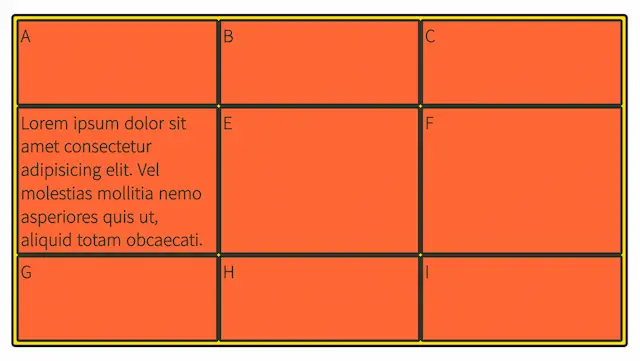 A
B
C
Lorem ipsum dolor sit
amet consectetur
adipisicing elit. Vel
molestias mollitia nemo
asperiores quis ut,
aliquid totam obcaecati.
E
F
G
H
I